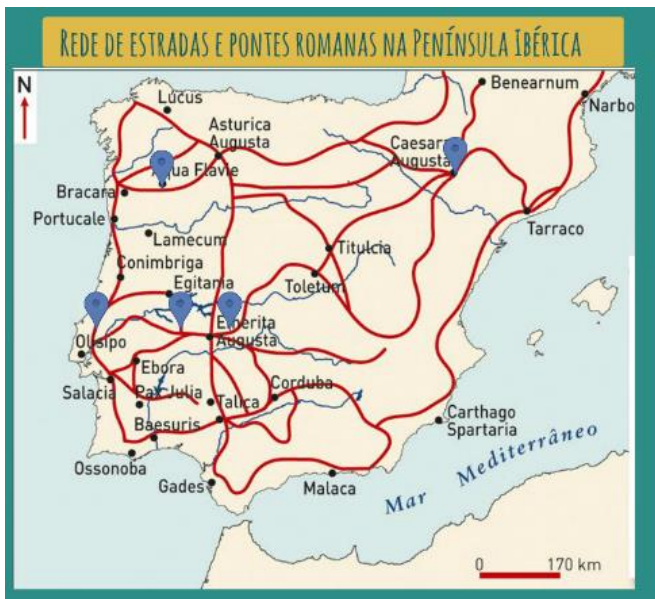 REDE DE ESTRADAS E PONTES ROMANAS NA PENÍNSULA IBÉRICA
N
Lucus
Benearnum
Narbo
Asturica
Augusta
Caesar
Augusta
Flavie
Bracara
Portucale
Tarraco
Lamecum
Titulcia
Conimbriga
Egitania
Toletum
Olisipo
Emerita
Augusta
Ebora
Salacia
Pax Julia
Talica
Corduba
Baesuris
Carthago
Spartaria
Ossonoba
Gades
Malaca
Mar Mediterrâneo
0 170 km